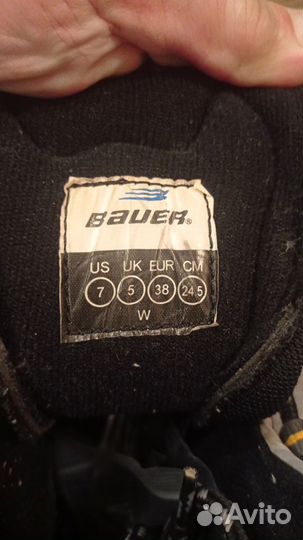 BAUER®
US UK EUR CM
7 5 38 24.5
W
Avito